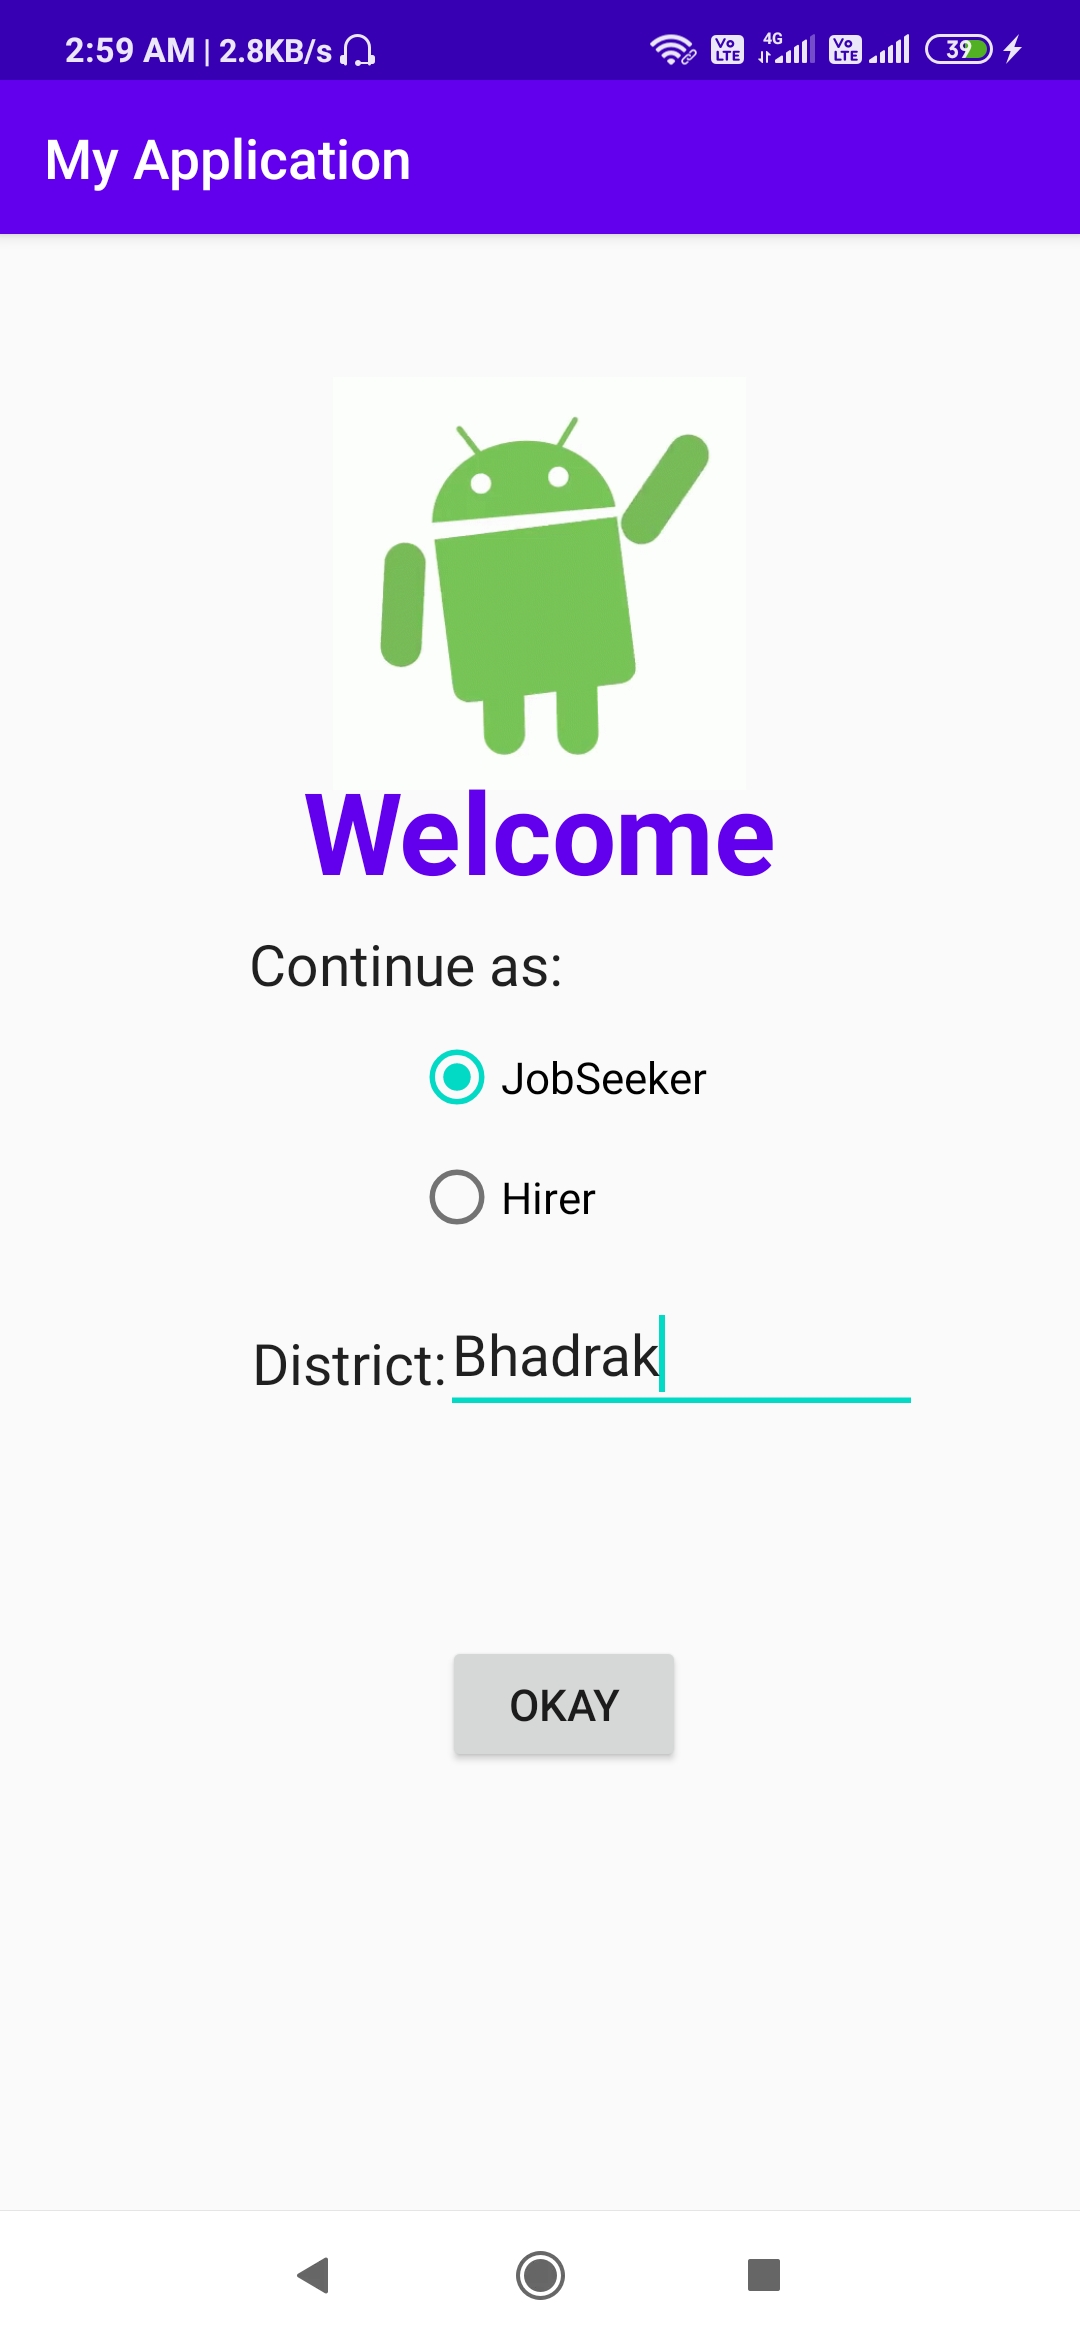 2:59 AM | 2.8KB/s
Vo LTE 4G Vo LTE 39
My Application
Welcome
Continue as:
JobSeeker
Hirer
District: Bhadrak
OKAY